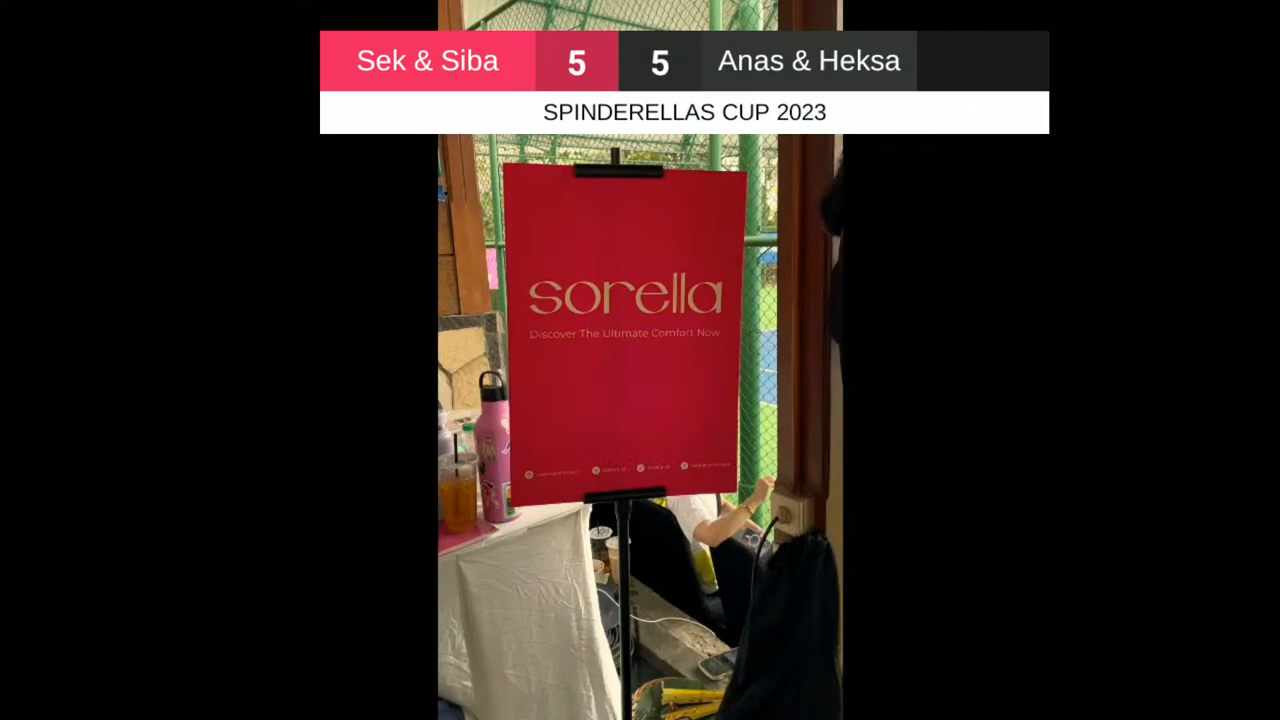 Sek & Siba 5 5 Anas & Heksa
SPINDERELLAS CUP 2023
sorella
Discover The Ultimate Comfort Now